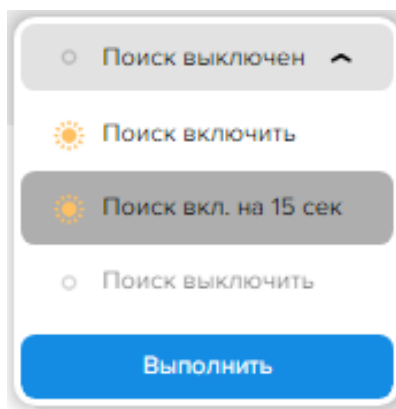 Поиск выключен
Поиск включить
Поиск вкл. на 15 сек
Поиск выключить
Выполнить